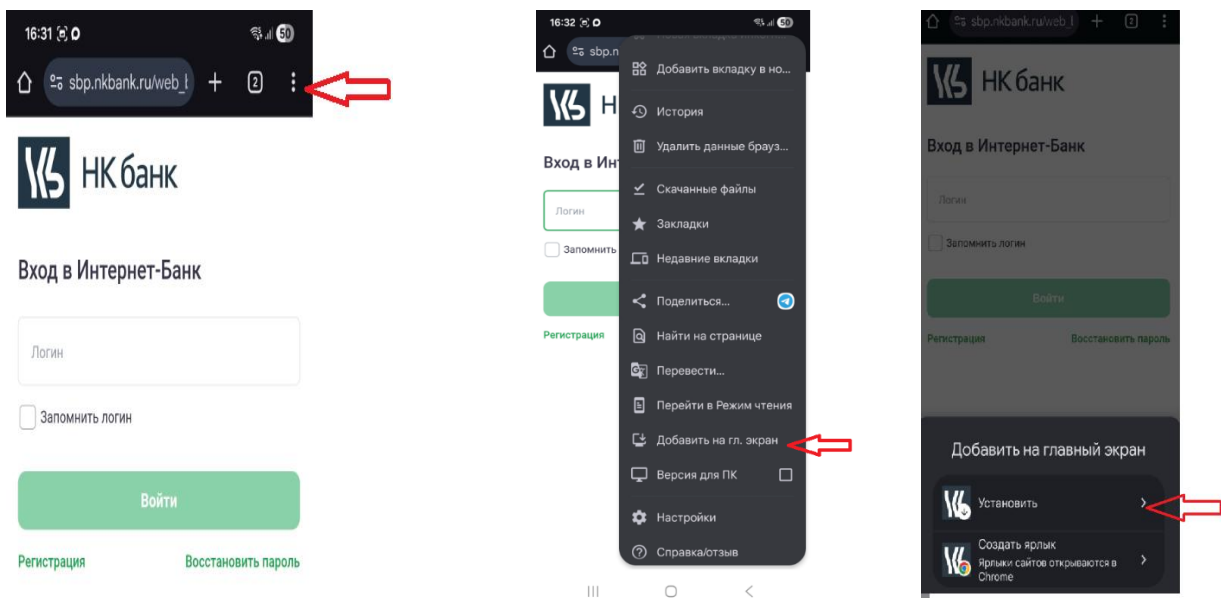 16:31
50
sbp.nkbank.ru/web_
2
НК банк
Вход в Интернет-Банк
Логин
Запомнить логин
Войти
Регистрация
Восстановить пароль
16:32
50
sbp.n
Н
Вход в Ин
Логин
Запомнить
Регистрация
Добавить вкладку в но...
История
Удалить данные брауз...
Скачанные файлы
Закладки
Недавние вкладки
Поделиться...
Найти на странице
Перевести...
Перейти в Режим чтения
Добавить на гл. экран
Версия для ПК
Настройки
Справка/отзыв
sbp.nkbank.ru/web_
2
НК банк
Вход в Интернет-Банк
Логин
Запомнить логин
Войти
Регистрация
Восстановить пароль
Добавить на главный экран
Установить
Создать ярлык
Ярлыки сайтов открываются в
Chrome